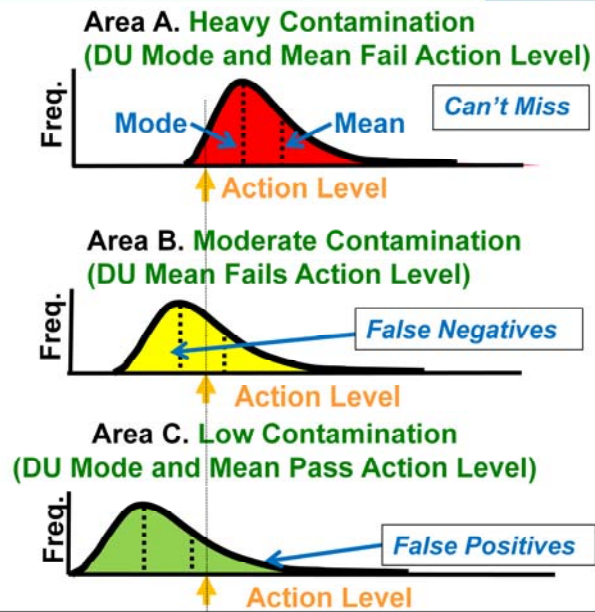 Area A. Heavy Contamination
(DU Mode and Mean Fail Action Level)
Freq.
Mode
Mean
Can't Miss
Action Level
Area B. Moderate Contamination
(DU Mean Fails Action Level)
Freq.
False Negatives
Action Level
Area C. Low Contamination
(DU Mode and Mean Pass Action Level)
Freq.
False Positives
Action Level